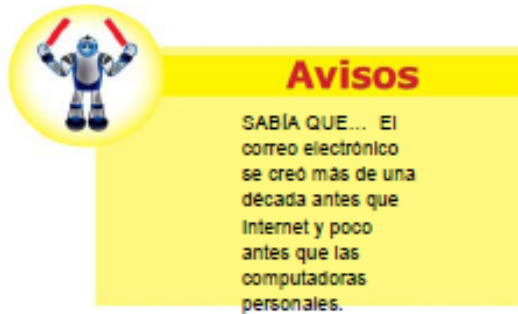 Avisos
SABÍA QUE... El
correo electrónico
se creó más de una
década antes que
Internet y poco
antes que las
computadoras
personales.